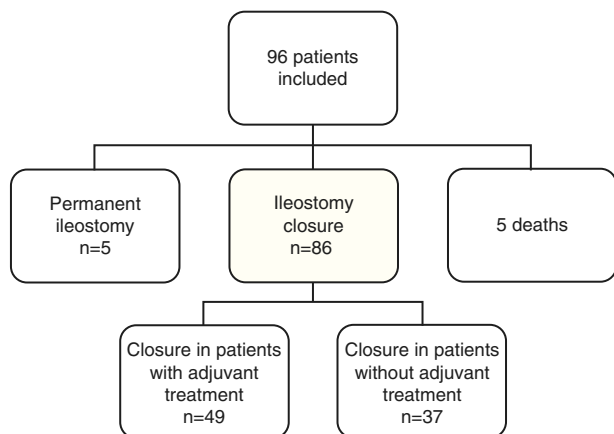 96 patients
included
Permanent
ileostomy
n=5
Ileostomy
closure
n=86
5 deaths
Closure in patients
with adjuvant
treatment
n=49
Closure in patients
without adjuvant
treatment
n=37